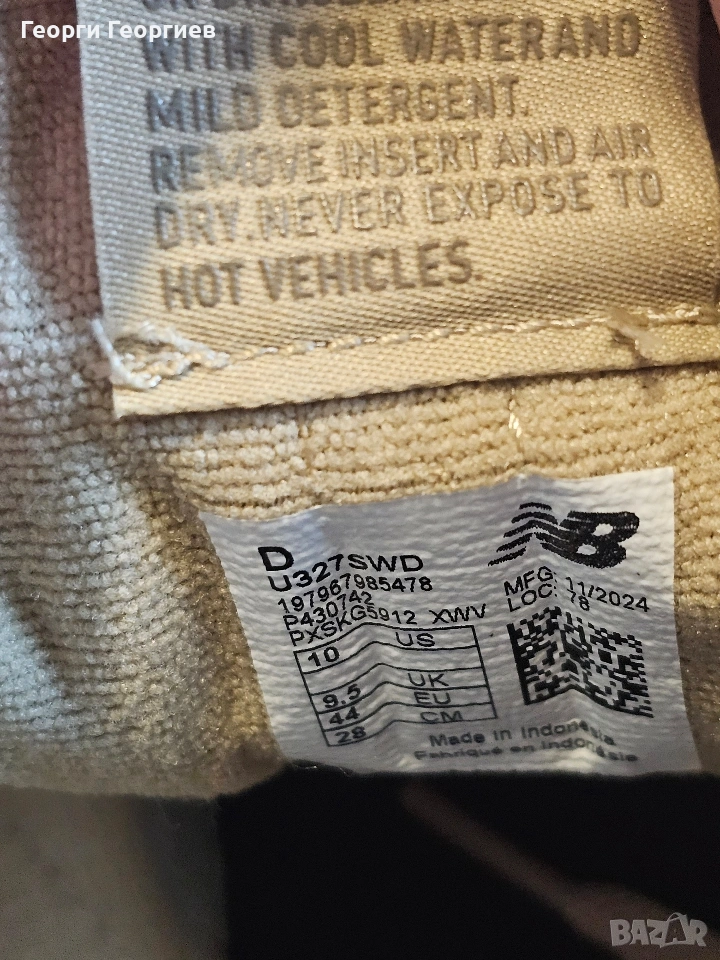 Георги Георгиев
WITH COOL WATER AND
MILD DETERGENT.
REMOVE INSERT AND AIR
DRY. NEVER EXPOSE TO
HOT VEHICLES.
D
U327SWD
197967985478
P430742
PXSKG5912 XWV
10 US
9.5 UK
44 EU
28 CM
NB
MFG: 11/2024
LOC: 78
Made in Indonesia
Fabriqué en Indonésie
BAZAR